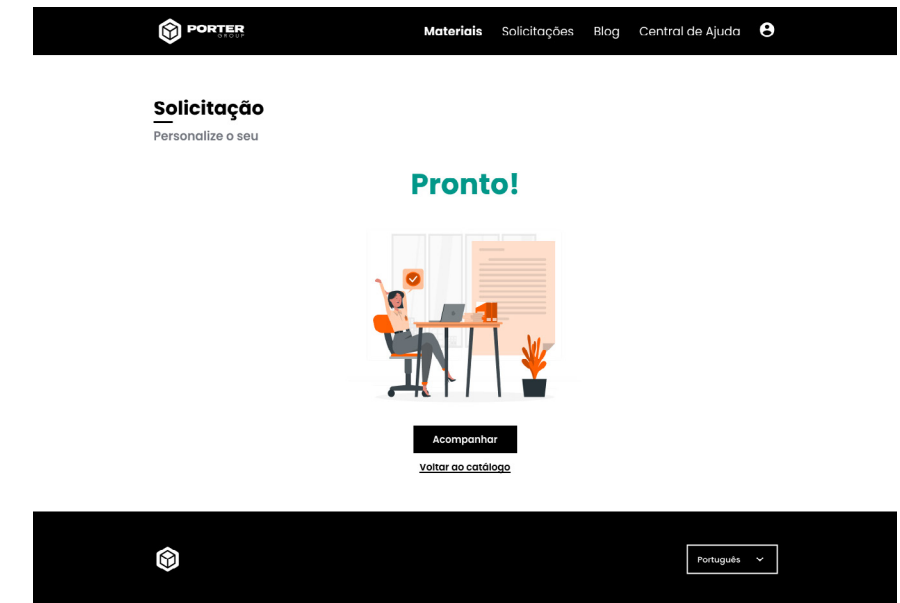 PORTER
GROUP
Materiais
Solicitações
Blog
Central de Ajuda
Solicitação
Personalize o seu
Pronto!
Acompanhar
Voltar ao catálogo
Português